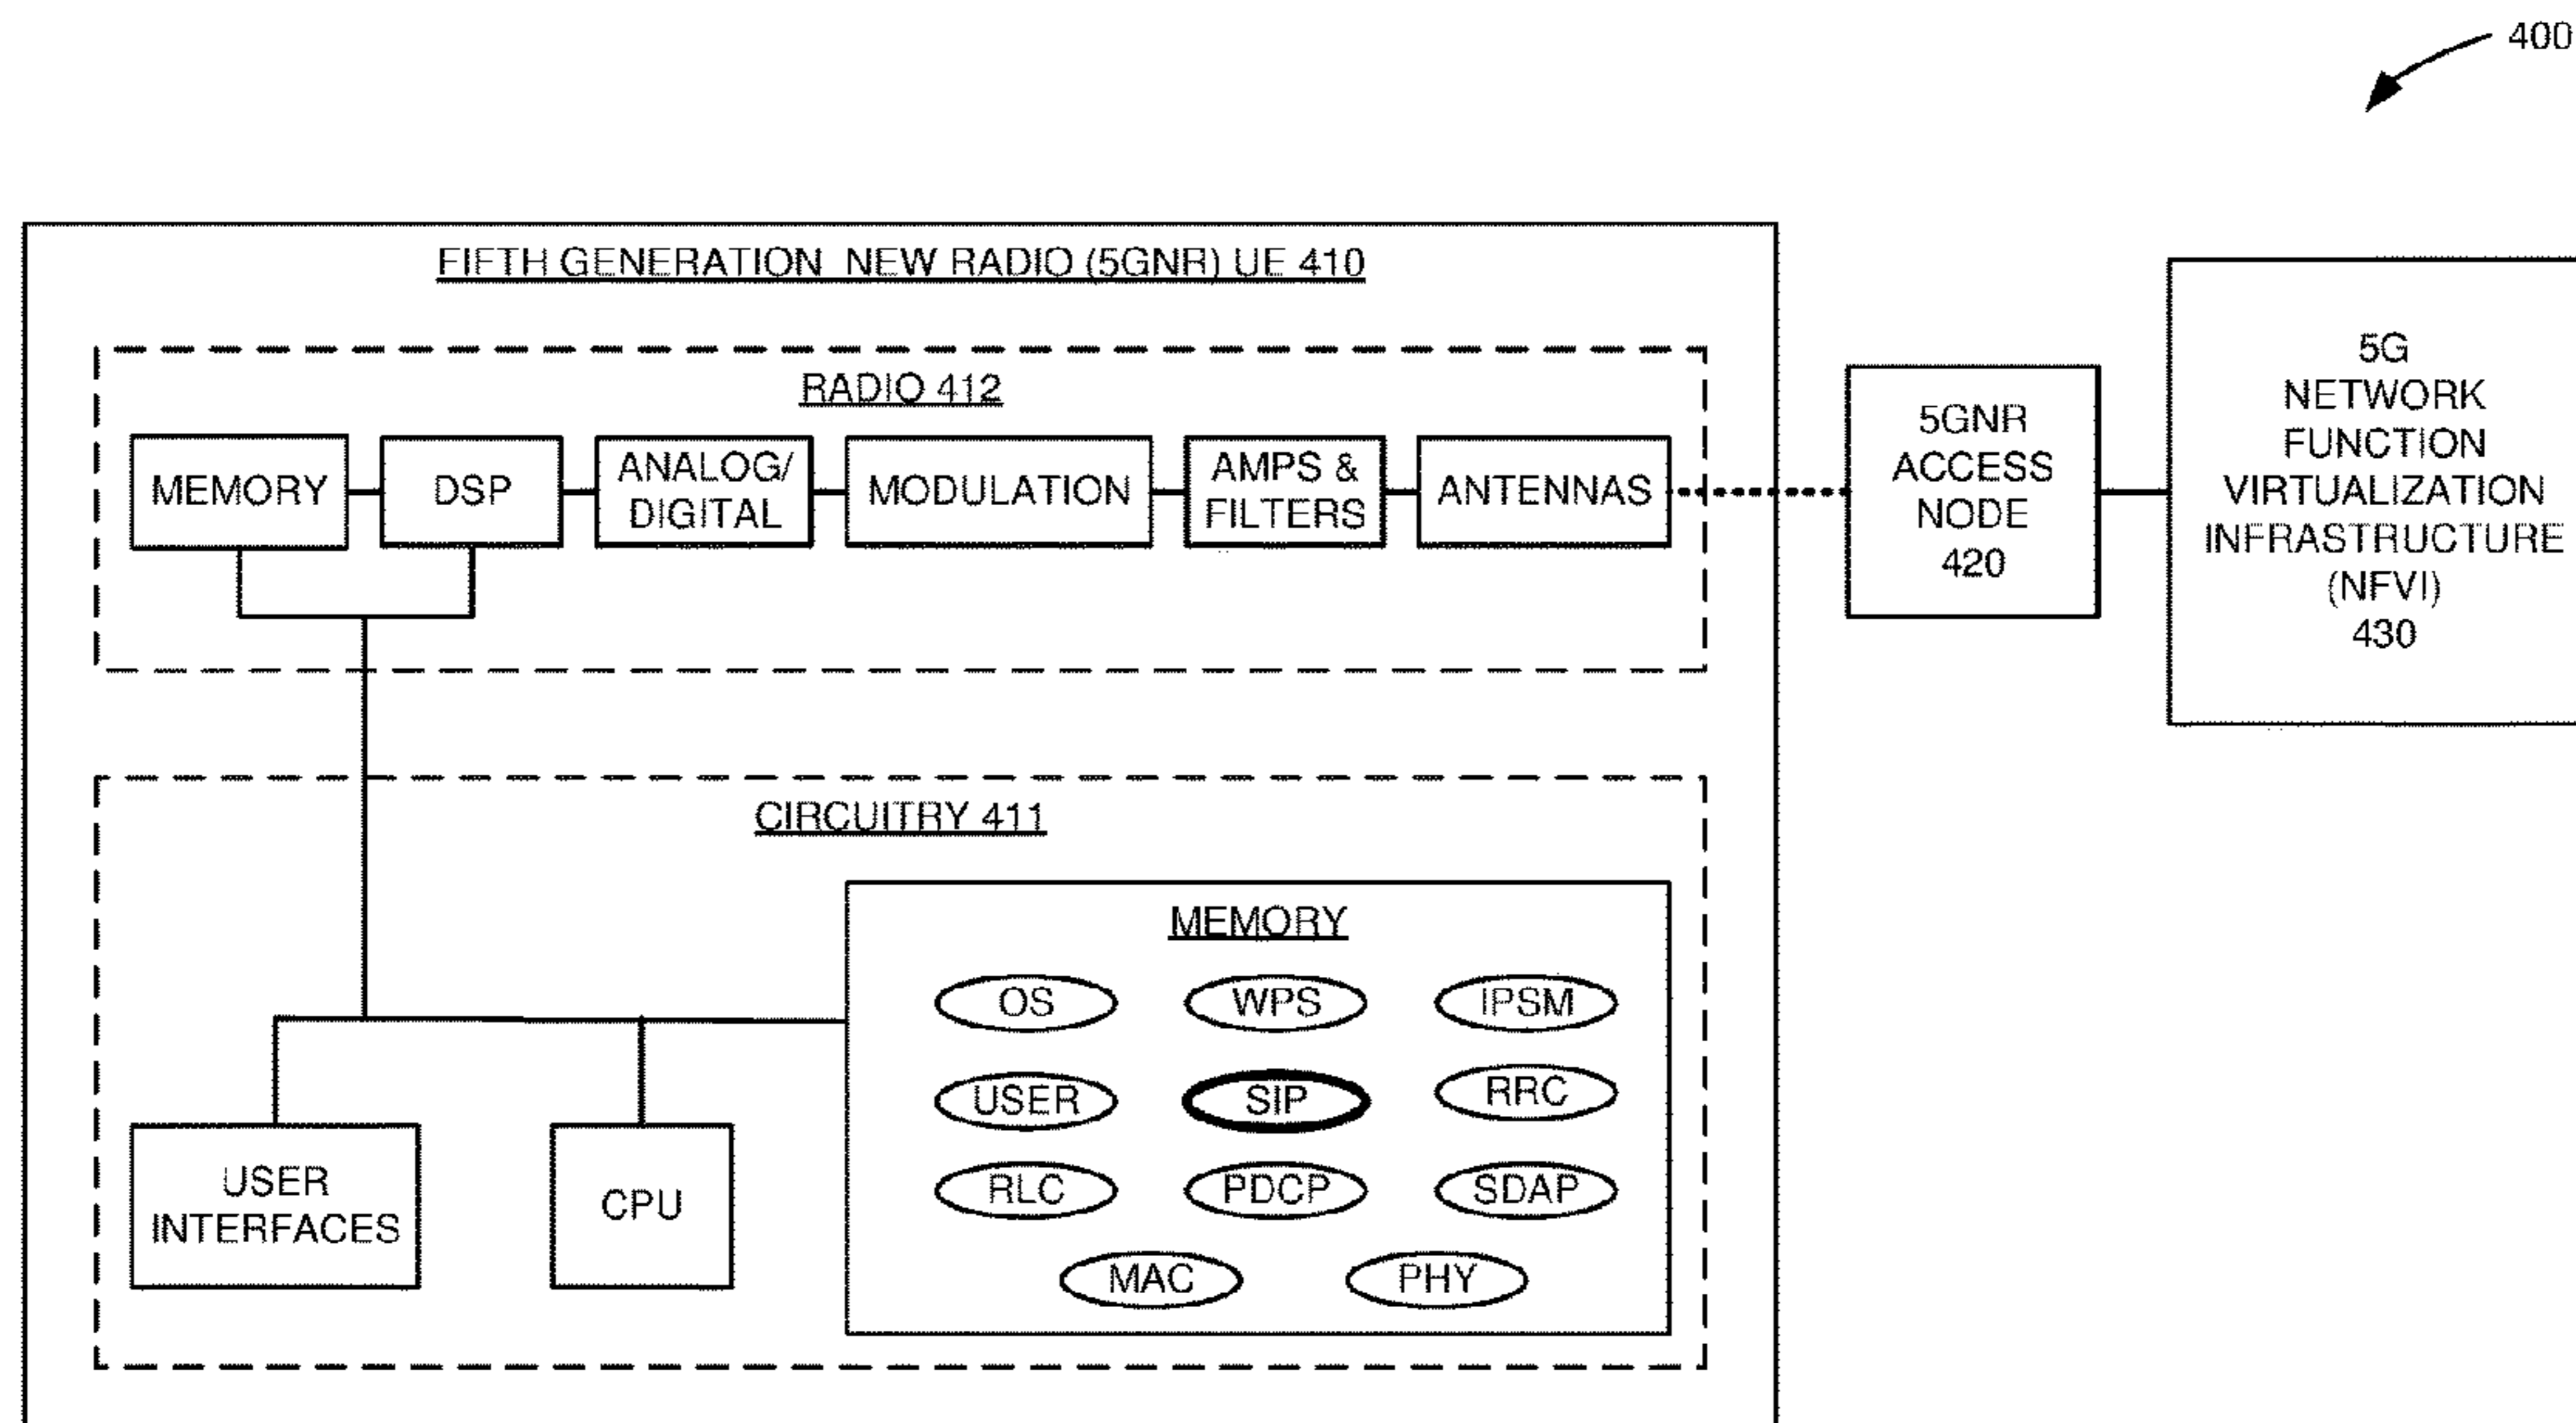 400
FIFTH GENERATION NEW RADIO (5GNR) UE 410
RADIO 412
MEMORY
DSP
ANALOG/
DIGITAL
MODULATION
AMPS &
FILTERS
ANTENNAS
5GNR
ACCESS
NODE
420
5G
NETWORK
FUNCTION
VIRTUALIZATION
INFRASTRUCTURE
(NFVI)
430
CIRCUITRY 411
USER
INTERFACES
CPU
MEMORY
OS
WPS
IPSM
USER
SIP
RRC
RLC
PDCP
SDAP
MAC
PHY